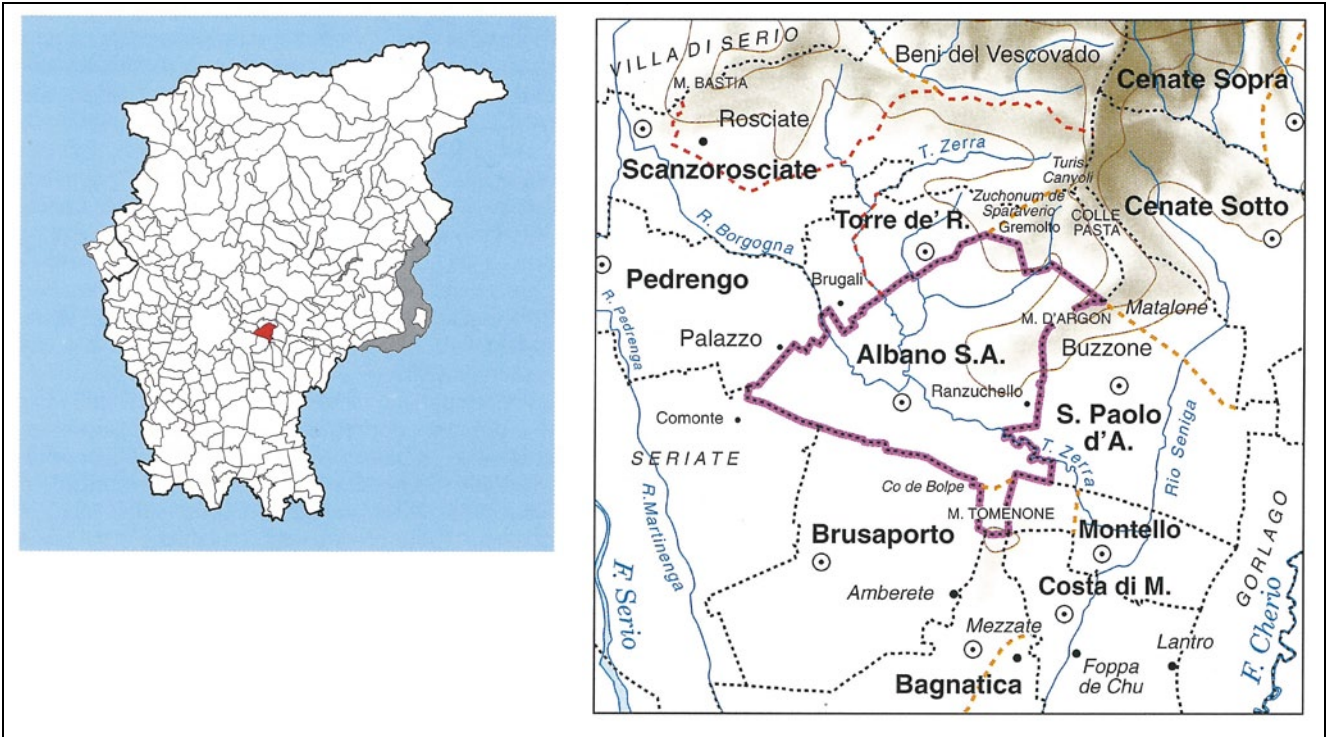 VILLA DI SERIO
Beni del Vescovado
M. BASTIA
Cenate Sopra
Rosciate
Scanzorosciate
T. Zerra
Turis
Canyoli
Zuchonum de
Sparaverio
Gremolto
COLLE
PASTA
Cenate Sotto
Torre de' R.
R. Borgogna
Pedrengo
Brugali
R. Pedrenga
Matalone
M. D'ARGON
Palazzo
Albano S.A.
Buzzone
Ranzuchello
Comonte
S. Paolo
d'A.
SERIATE
T. Zerra
Rio Seniga
Co de Bolpe
M. TOMENONE
R. Martinenga
Brusaporto
Montello
GORLAGO
F. Serio
Amberete
Costa di M.
Mezzate
Lantro
F. Cherio
Foppa
de Chu
Bagnatica